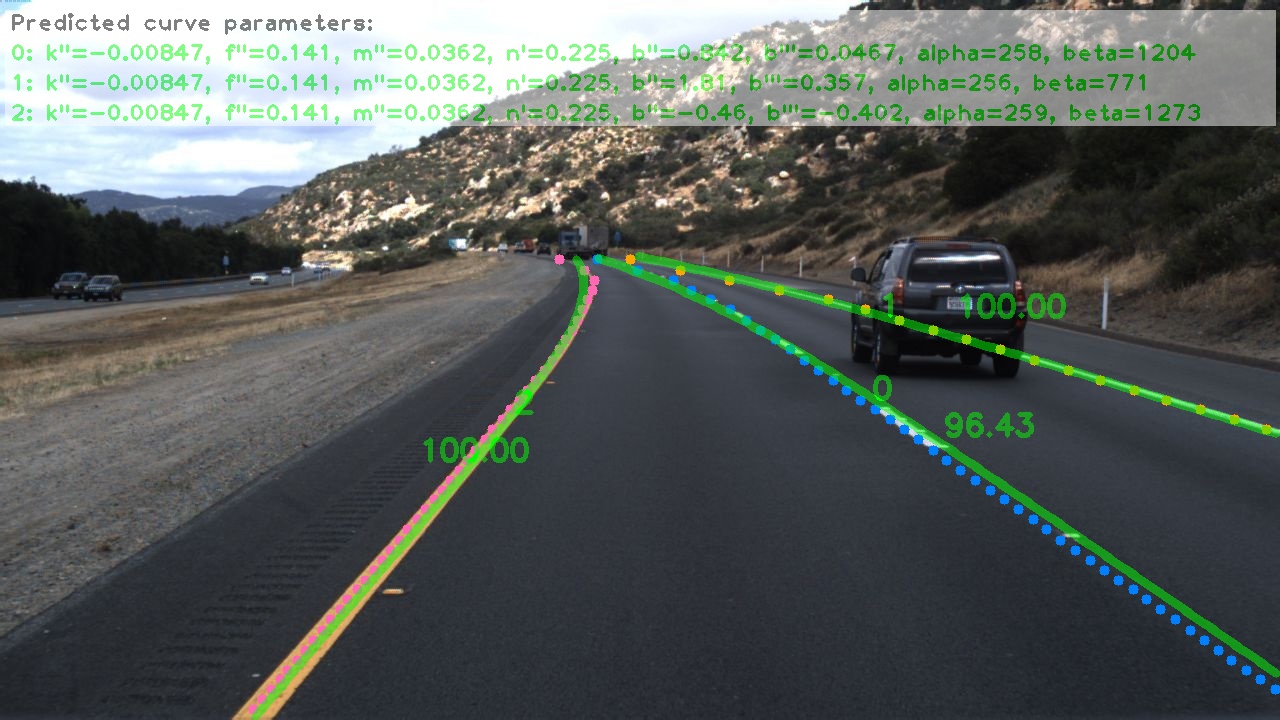 Predicted curve parameters:
0: k"=-0.00847, f"=0.141, m"=0.0362, n'=0.225, b"=0.842, b'"=0.0467, alpha=258, beta=1204
1: k"=-0.00847, f"=0.141, m"=0.0362, n'=0.225, b"=1.81, b'"=0.357, alpha=256, beta=771
2: k"=-0.00847, f"=0.141, m"=0.0362, n'=0.225, b"=-0.46, b'"=-0.402, alpha=259, beta=1273
1 100.00
0
96.43
2
100.00